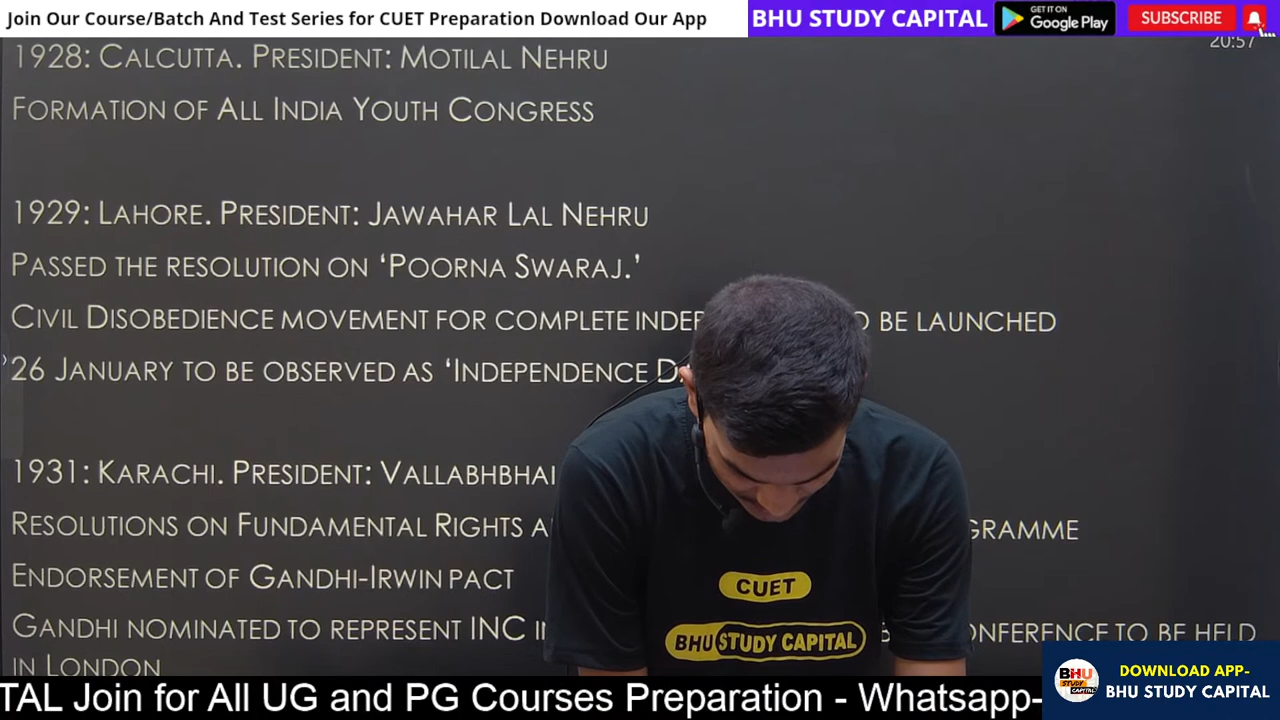 Join Our Course/Batch And Test Series for CUET Preparation Download Our App
BHU STUDY CAPITAL
GET IT ON
Google Play
SUBSCRIBE
20:57
1928: CALCUTTA. PRESIDENT: MOTILAL NEHRU
FORMATION OF ALL INDIA YOUTH CONGRESS
1929: LAHORE. PRESIDENT: JAWAHAR LAL NEHRU
PASSED THE RESOLUTION ON ‘POORNA SWARAJ.’
CIVIL DISOBEDIENCE MOVEMENT FOR COMPLETE BE LAUNCHED
26 JANUARY TO BE OBSERVED AS ‘INDEPENDENCE
1931: KARACHI. PRESIDENT: VALLABHBHAI
RESOLUTIONS ON FUNDAMENTAL RIGHTS
ENDORSEMENT OF GANDHI-IRWIN PACT
GANDHI NOMINATED TO REPRESENT INC TO BE HELD
IN LONDON
CUET
BHU STUDY CAPITAL
TAL Join for All UG and PG Courses Preparation - Whatsapp-
BHU
STUDY
CAPITAL
DOWNLOAD APP-
BHU STUDY CAPITAL